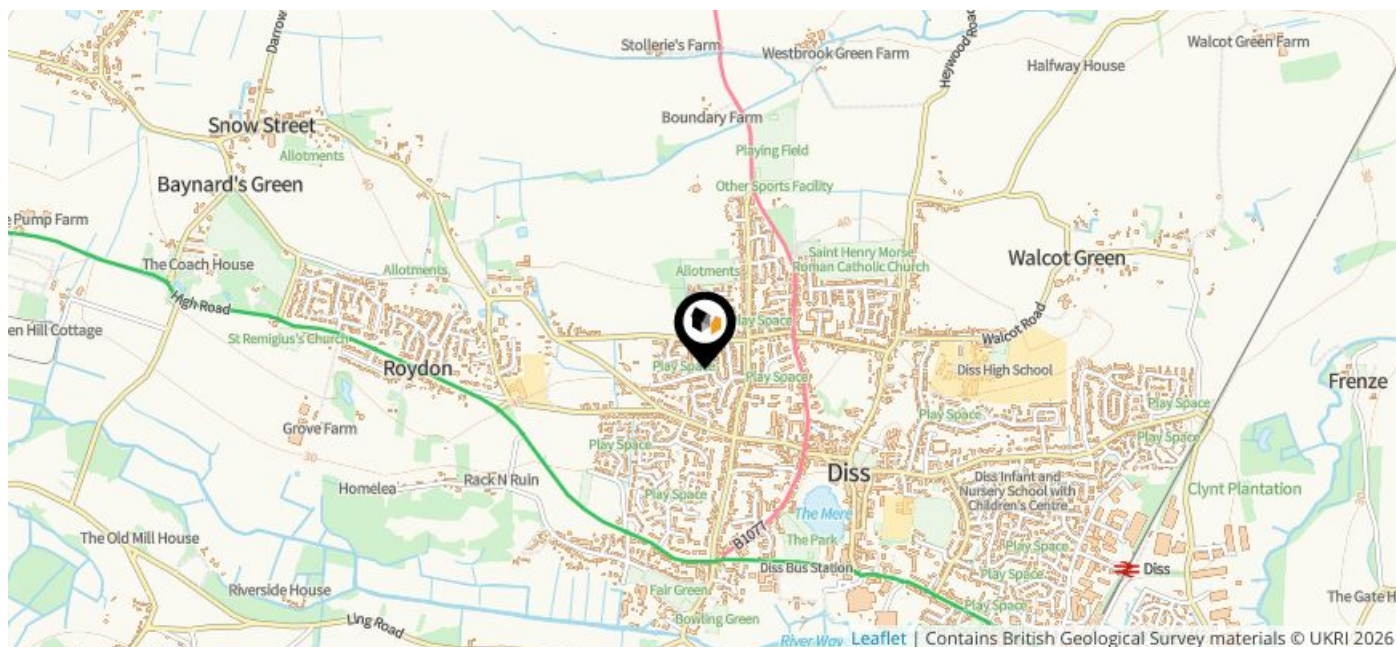 Stollerie's Farm
Westbrook Green Farm
Walcot Green Farm
Darrow
Heywood Road
Halfway House
Boundary Farm
Snow Street
Allotments
Playing Field
Baynard's Green
Other Sports Facility
40
40
Pump Farm
The Coach House
Allotments
Allotments
Saint Henry Morse
Roman Catholic Church
Walcot Green
High Road
en Hill Cottage
St Remigius's Church
Play Space
Walcot Road
Roydon
Play Space
Play Space
Diss High School
Frenze
Grove Farm
30
Play Space
Play Space
Play Space
Play Space
Homelea
Rack N Ruin
Diss
Diss Infant and
Nursery School with
Children's Centre
Clynt Plantation
Play Space
The Mere
The Old Mill House
B1077
The Park
Play Space
Riverside House
Diss Bus Station
Diss
Fair Green
Play Space
Play Space
The Gate H
Ling Road
Bowling Green
River Wav
Leaflet | Contains British Geological Survey materials © UKRI 2026